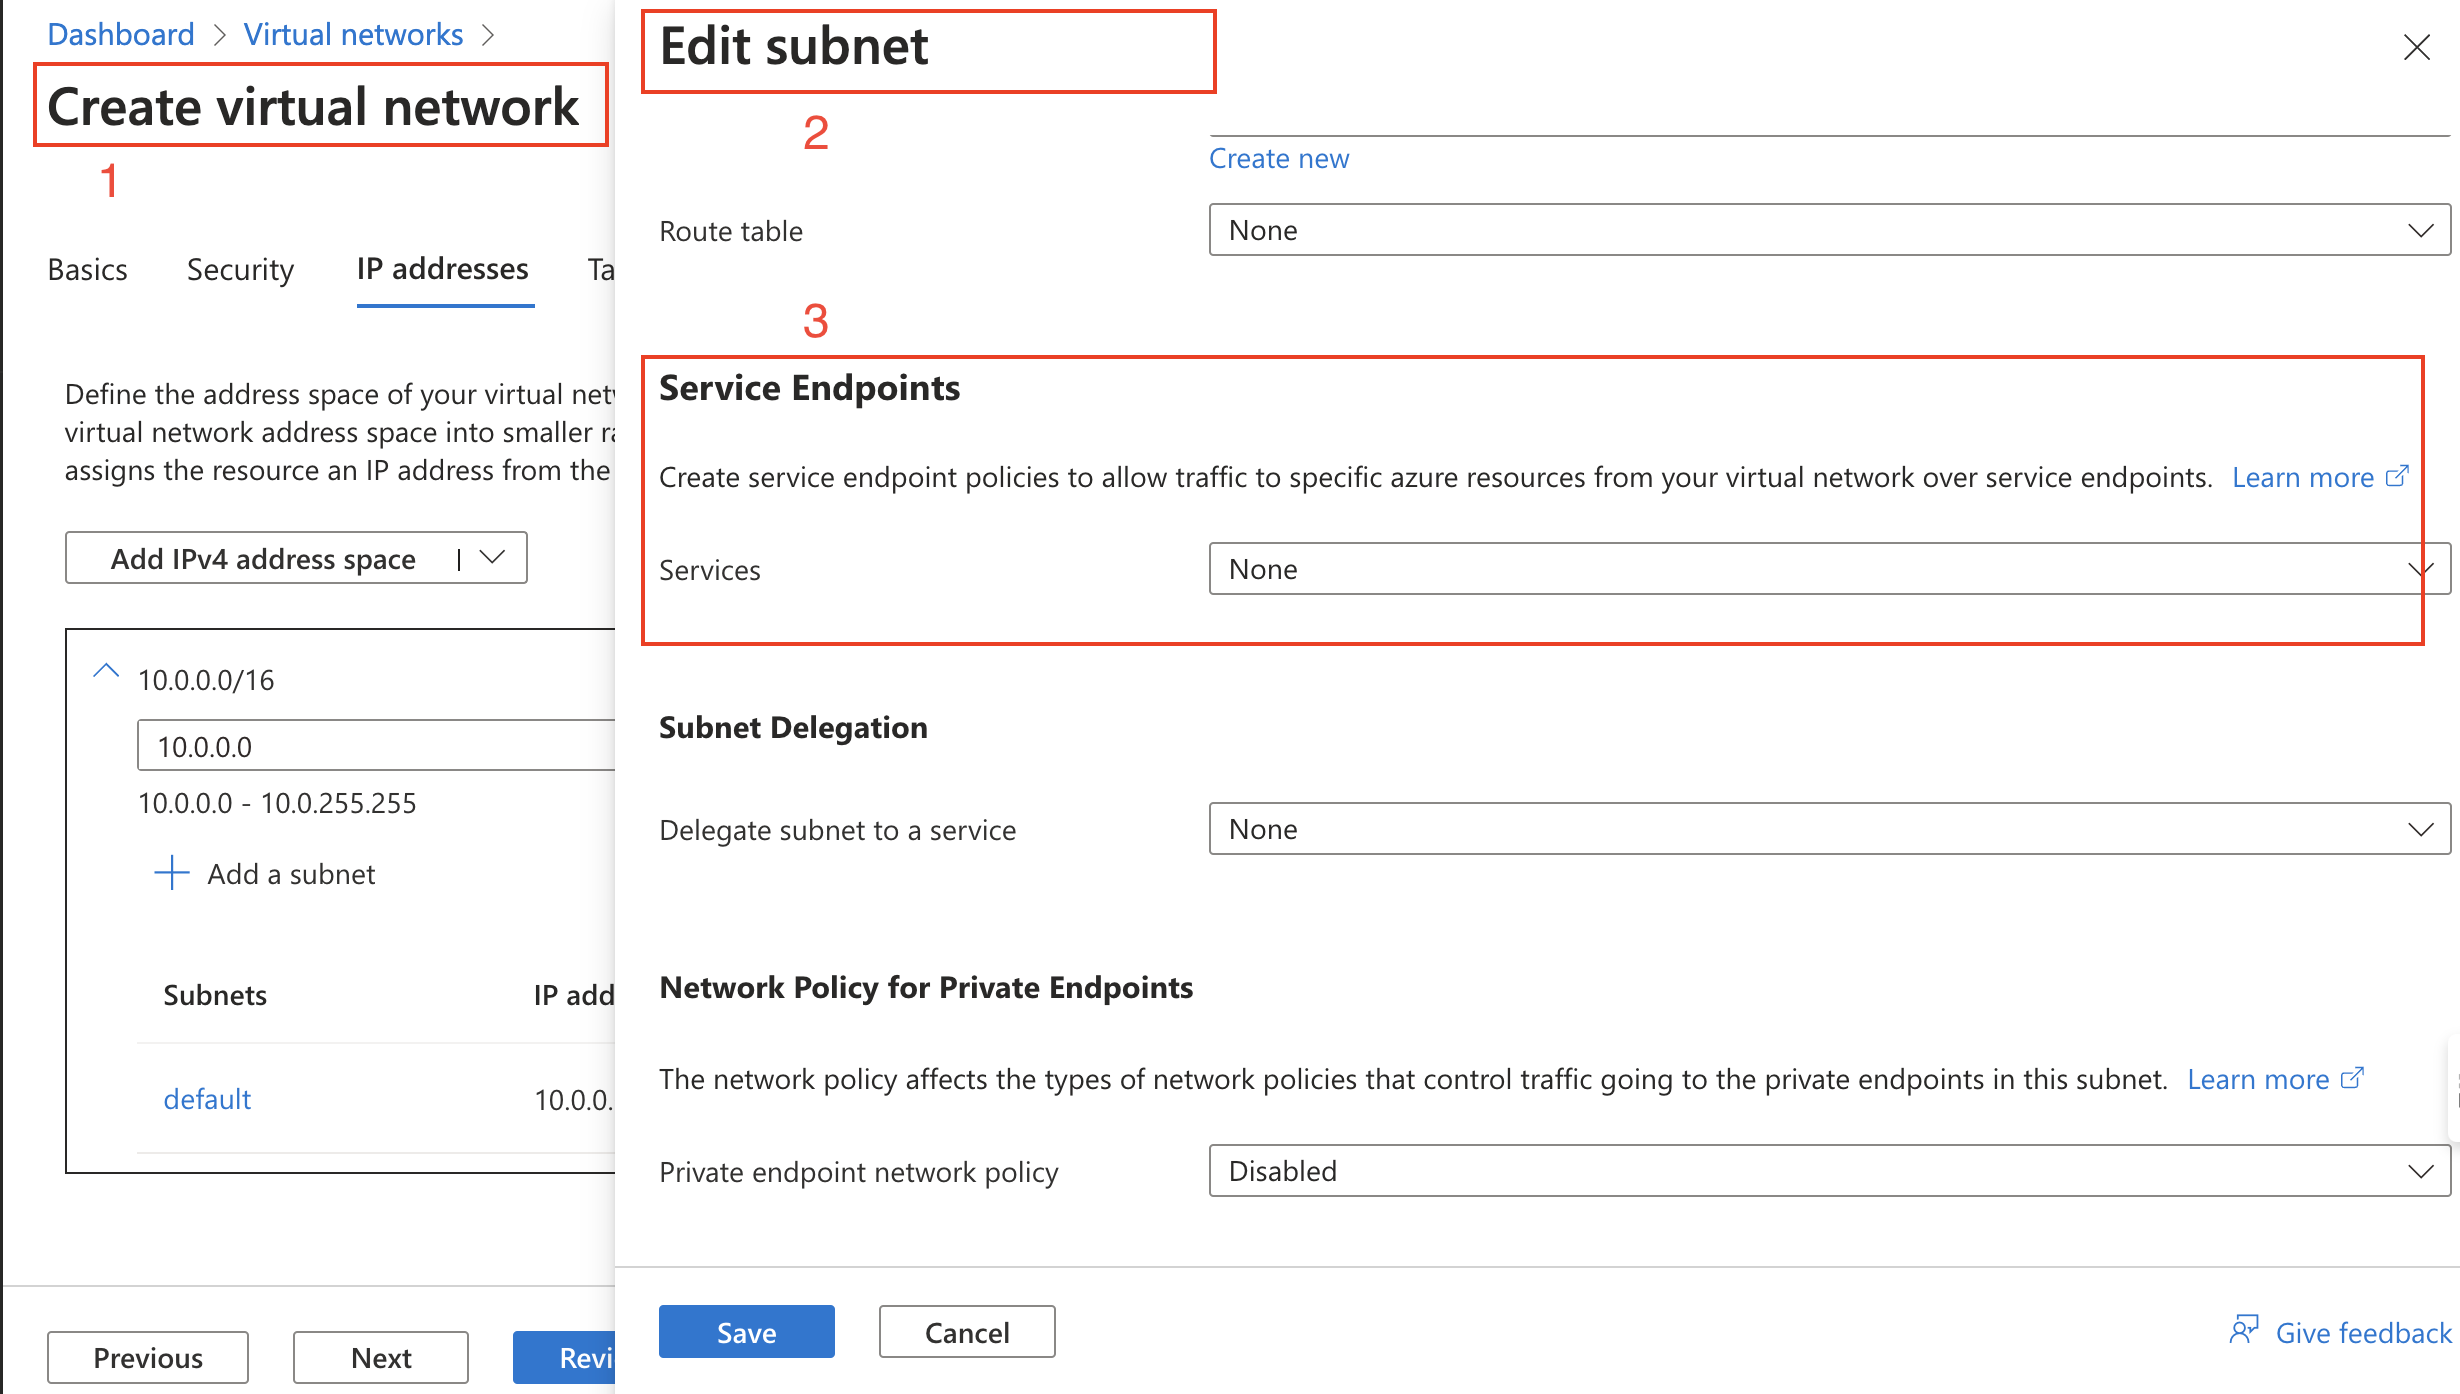 Dashboard > Virtual networks >
Create virtual network
1
Basics Security IP addresses Ta
Define the address space of your virtual net
virtual network address space into smaller ra
assigns the resource an IP address from the
Add IPv4 address space |
10.0.0.0/16
10.0.0.0
10.0.0.0 - 10.0.255.255
Add a subnet
Subnets IP add
default 10.0.0.
Previous Next Revi
Edit subnet
2
Create new
Route table None
3
Service Endpoints
Create service endpoint policies to allow traffic to specific azure resources from your virtual network over service endpoints. Learn more
Services None
Subnet Delegation
Delegate subnet to a service None
Network Policy for Private Endpoints
The network policy affects the types of network policies that control traffic going to the private endpoints in this subnet. Learn more
Private endpoint network policy Disabled
Save Cancel Give feedback